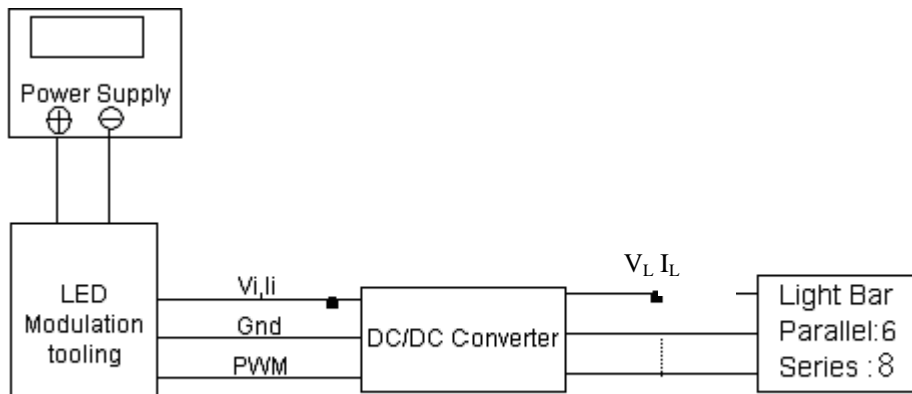 Power Supply
LED
Modulation
tooling
Vi,Ii
Gnd
PWM
DC/DC Converter
VL IL
Light Bar
Parallel:6
Series :8